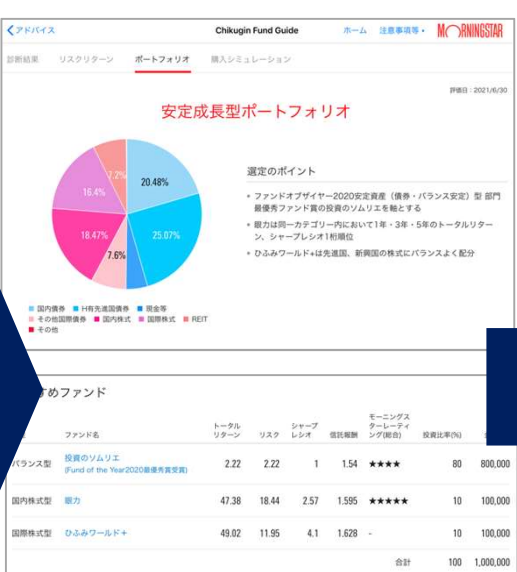 アドバイス
Chikugin Fund Guide
ホーム 注意事項等
MORNINGSTAR
診断結果 リスクリターン ポートフォリオ 購入シミュレーション
評価日：2021/6/30
安定成長型ポートフォリオ
7.2%
20.48%
16.4%
18.47%
25.07%
7.6%
選定のポイント
ファンドオブザイヤー2020安定資産（債券・バランス安定）型 部門
最優秀ファンド賞の投資のソムリエを軸とする
眼力は同一カテゴリー内において1年・3年・5年のトータルリター
ン、シャープレシオ1桁順位
ひふみワールド+は先進国、新興国の株式にバランスよく配分
国内債券 H有先進国債券 現金等
その他国際債券 国内株式 国際株式 REIT
その他
すめファンド
ファンド名
トータル
リターン
リスク
シャープ
レシオ
信託報酬
モーニングス
ターレーティ
ング(総合)
投資比率(%)
バランス型 投資のソムリエ
(Fund of the Year2020最優秀賞受賞)
2.22 2.22 1 1.54 ★★★★ 80 800,000
国内株式型 眼力 47.38 18.44 2.57 1.595 ★★★★★ 10 100,000
国際株式型 ひふみワールド+ 49.02 11.95 4.1 1.628 - 10 100,000
合計 100 1,000,000